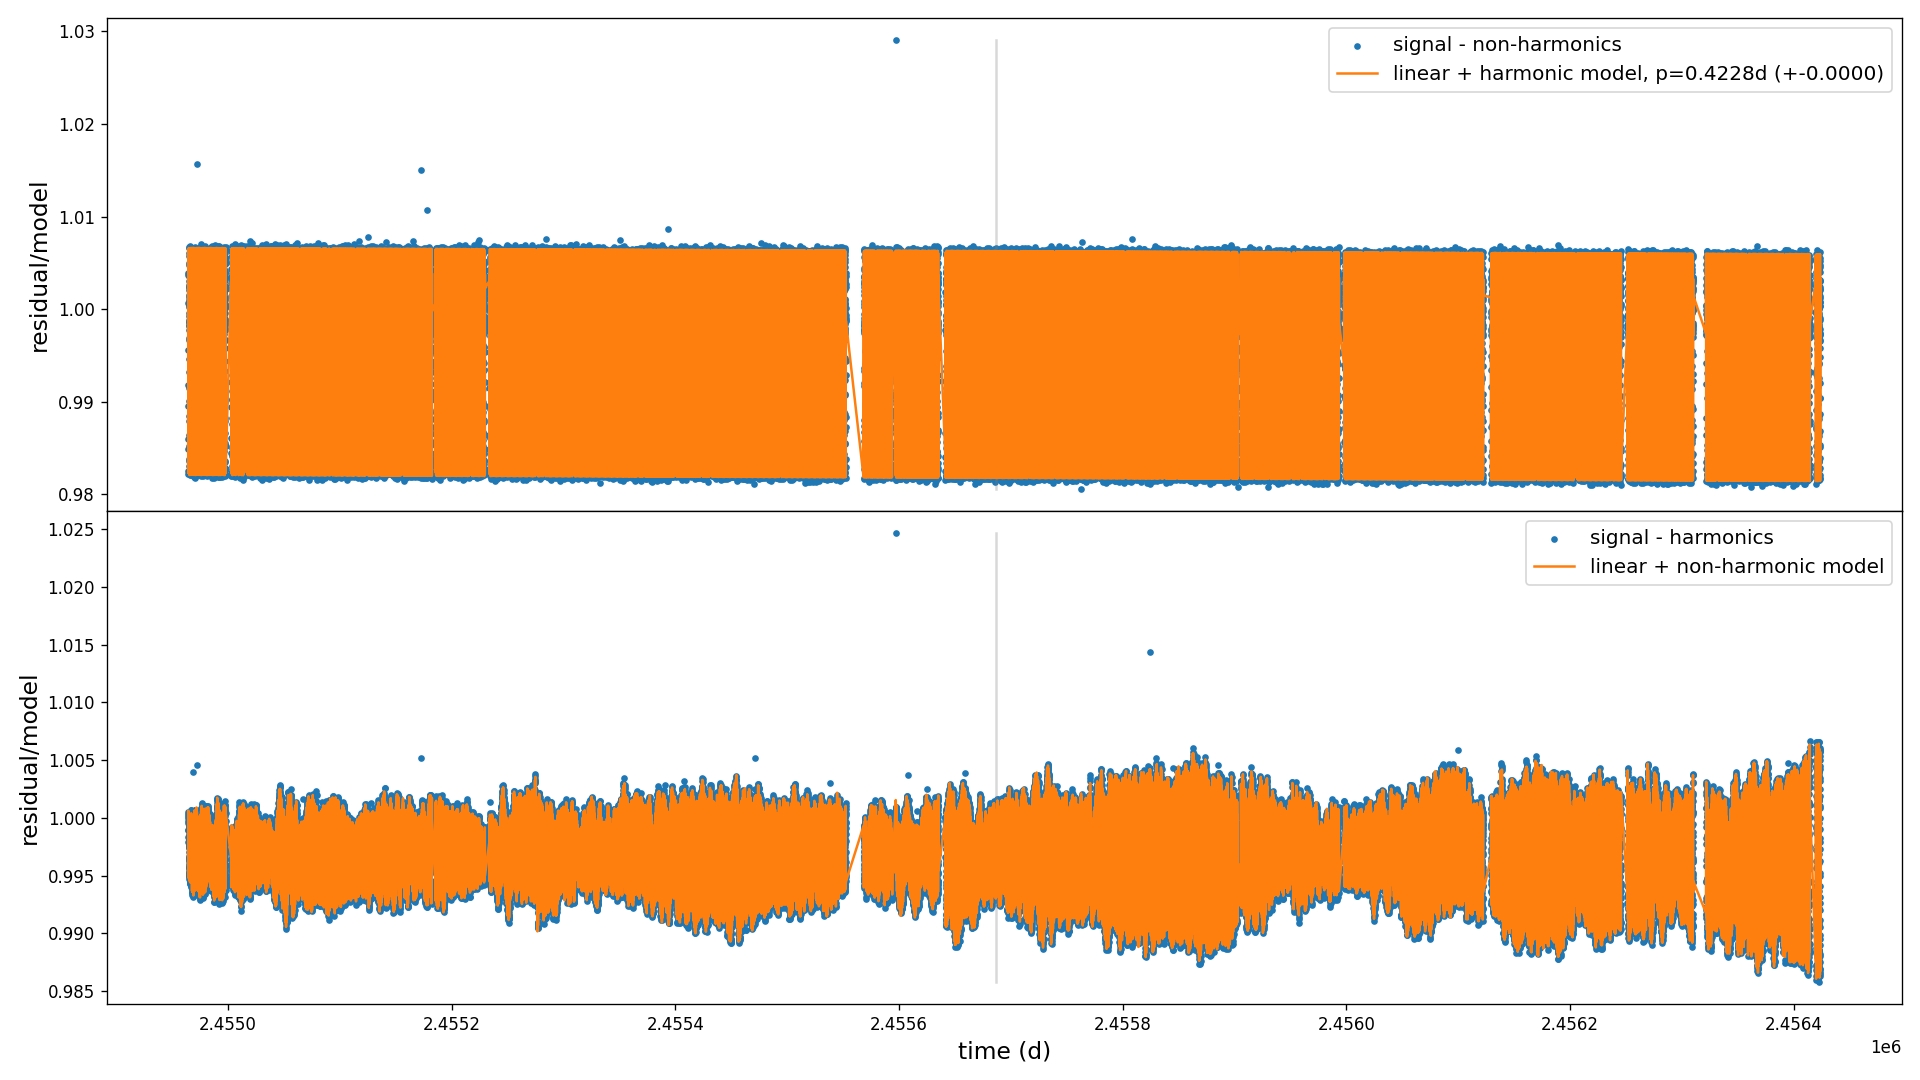 1.03
1.02
1.01
1.00
0.99
0.98
residual/model
signal - non-harmonics
linear + harmonic model, p=0.4228d (+-0.0000)
1.025
1.020
1.015
1.010
1.005
1.000
0.995
0.990
0.985
residual/model
signal - harmonics
linear + non-harmonic model
2.4550
2.4552
2.4554
2.4556
2.4558
2.4560
2.4562
2.4564
1e6
time (d)